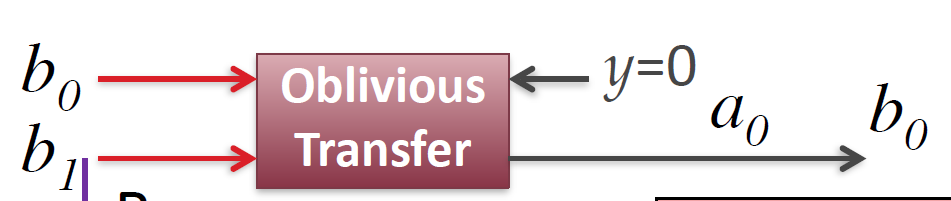 b₀
b₁
Oblivious
Transfer
y=0
a₀
b₀